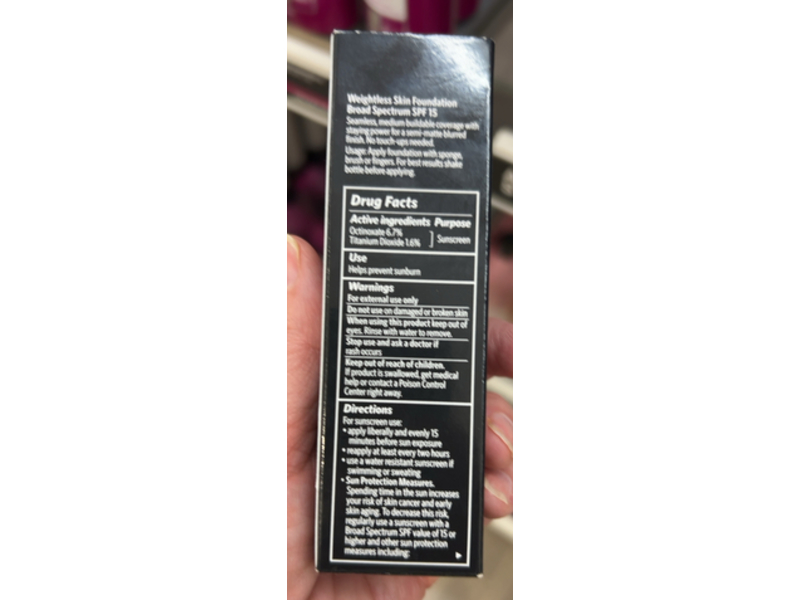 Weightless Skin Foundation
Broad Spectrum SPF 15
Seamless, medium buildable coverage with
staying power for a semi-matte blurred
finish. No touch-ups needed.
Usage: Apply foundation with sponge,
brush or fingers. For best results shake
bottle before applying.
Drug Facts
Active ingredients Purpose
Octinoxate 6.7%
Titanium Dioxide 1.6% Sunscreen
Use
Helps prevent sunburn
Warnings
For external use only
Do not use on damaged or broken skin
When using this product keep out of
eyes. Rinse with water to remove.
Stop use and ask a doctor if
rash occurs
Keep out of reach of children.
If product is swallowed, get medical
help or contact a Poison Control
Center right away.
Directions
For sunscreen use:
• apply liberally and evenly 15
minutes before sun exposure
• reapply at least every two hours
• use a water resistant sunscreen if
swimming or sweating
• Sun Protection Measures.
Spending time in the sun increases
your risk of skin cancer and early
skin aging. To decrease this risk,
regularly use a sunscreen with a
Broad Spectrum SPF value of 15 or
higher and other sun protection
measures including: